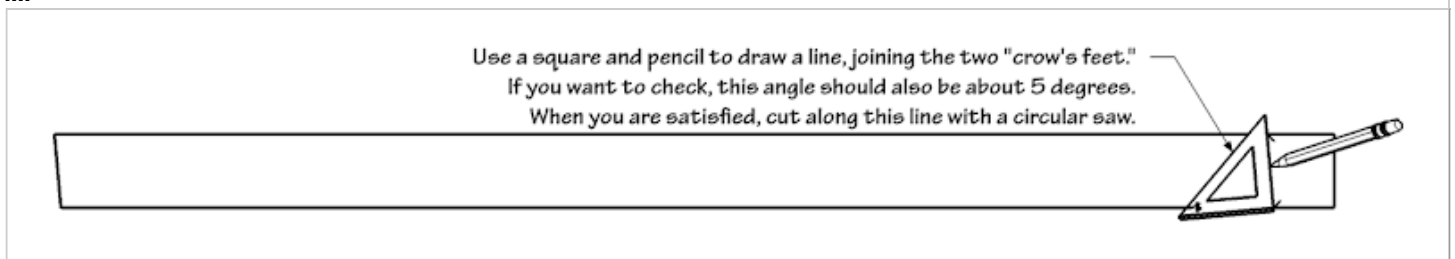 Use a square and pencil to draw a line, joining the two "crow's feet."
If you want to check, this angle should also be about 5 degrees.
When you are satisfied, cut along this line with a circular saw.